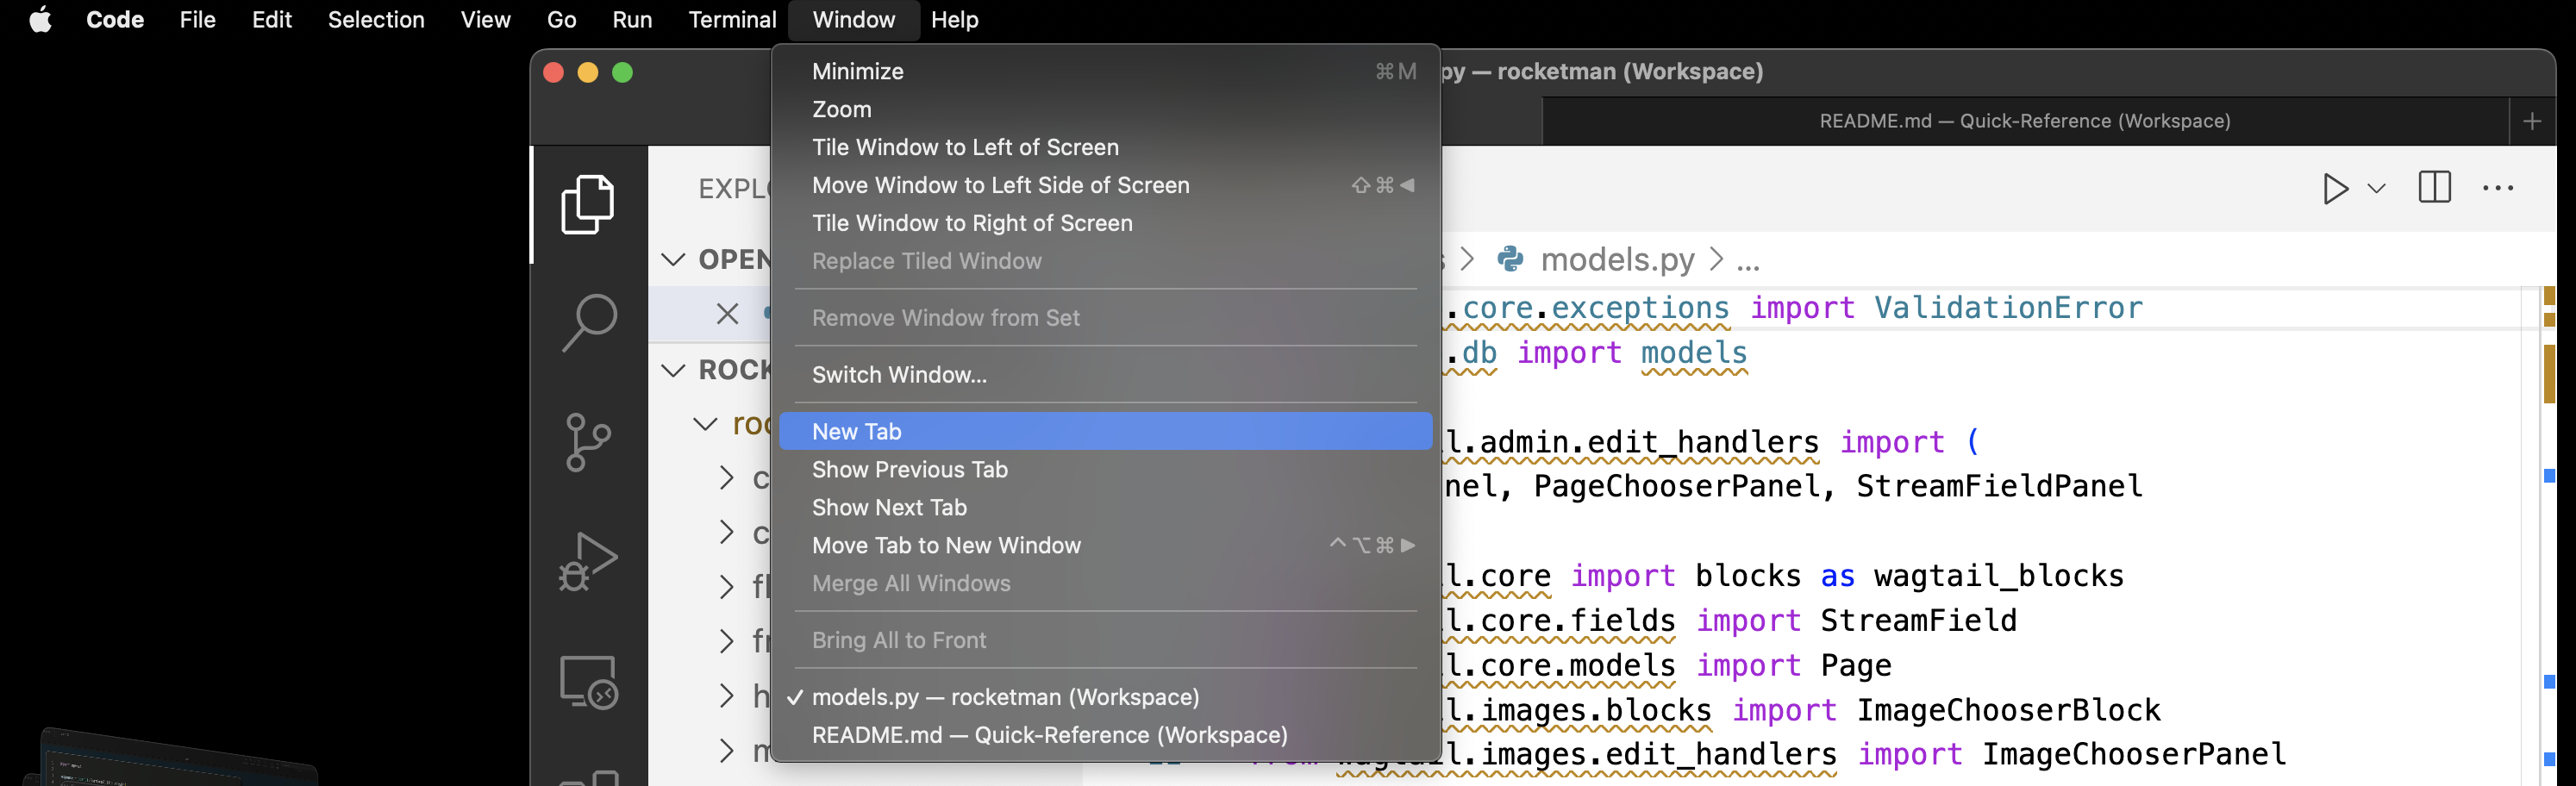 Code File Edit Selection View Go Run Terminal Window Help
Minimize ⌘M
py — rocketman (Workspace)
Zoom
README.md — Quick-Reference (Workspace)
Tile Window to Left of Screen
Move Window to Left Side of Screen ⇧⌘◀
Tile Window to Right of Screen
Replace Tiled Window
Remove Window from Set
Switch Window...
New Tab
Show Previous Tab
Show Next Tab
Move Tab to New Window ^⌥⌘▶
Merge All Windows
Bring All to Front
✓ models.py — rocketman (Workspace)
README.md — Quick-Reference (Workspace)
EXPLO
OPEN
ROCK
roc
c
c
fl
fr
h
m
s > models.py > ...
.core.exceptions import ValidationError
.db import models
l.admin.edit_handlers import (
nel, PageChooserPanel, StreamFieldPanel
l.core import blocks as wagtail_blocks
l.core.fields import StreamField
l.core.models import Page
l.images.blocks import ImageChooserBlock
from wagtail.images.edit_handlers import ImageChooserPanel